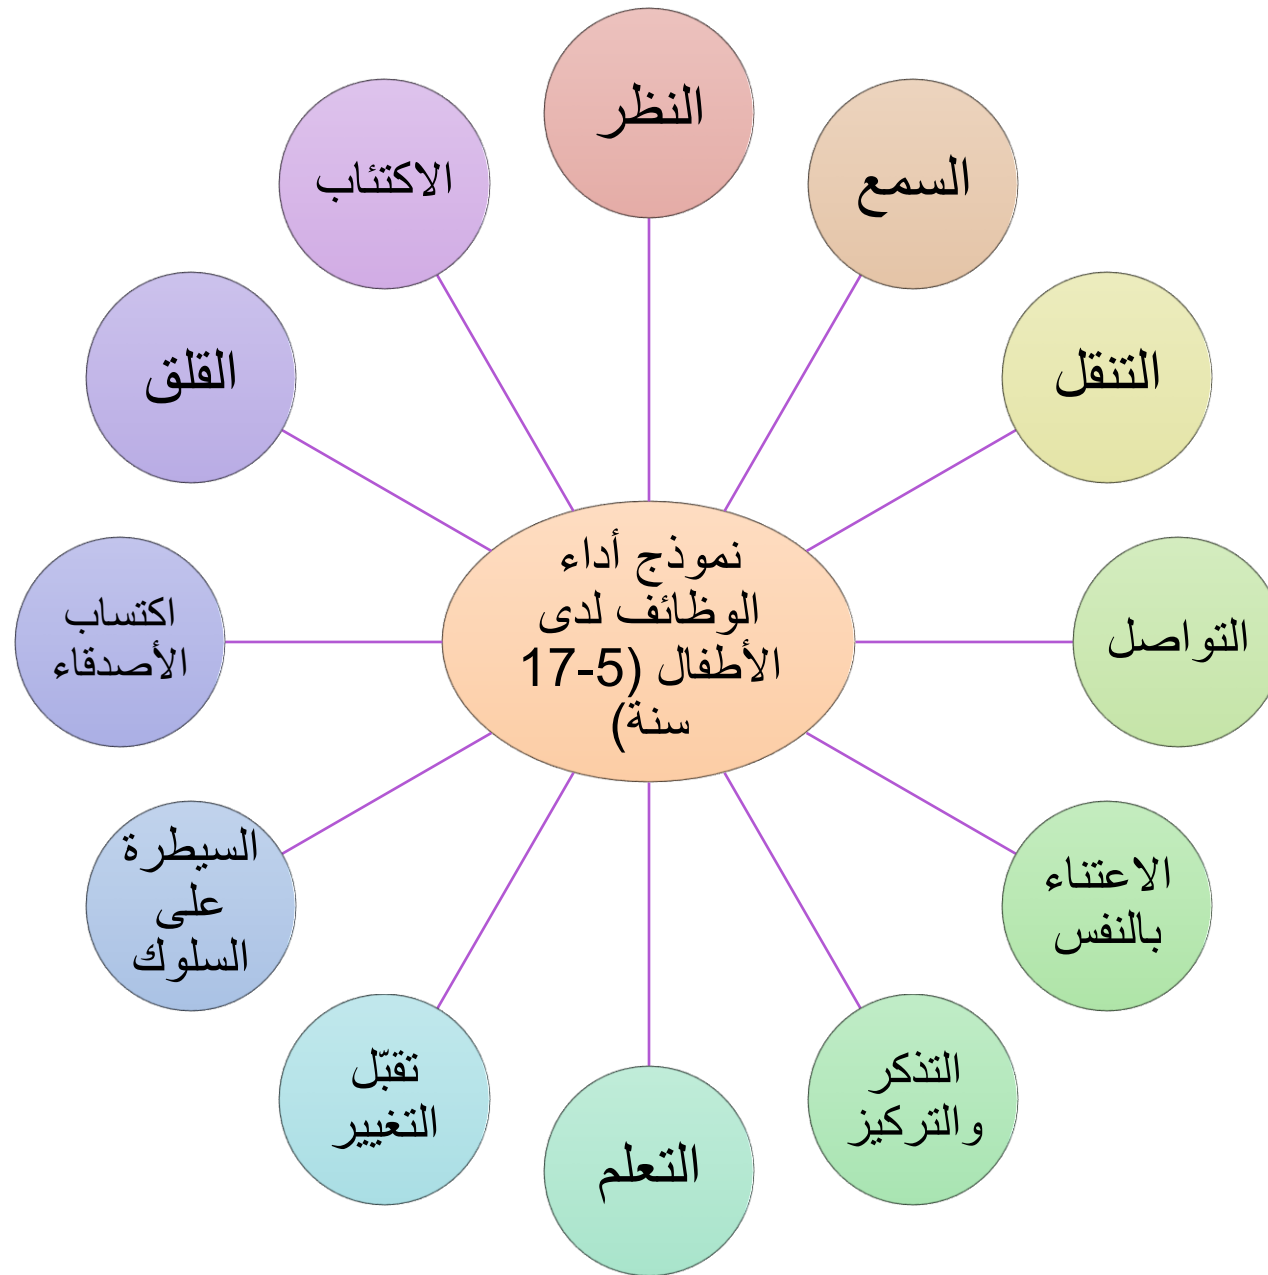 النظر
السمع
التنقل
التواصل
الاعتناء
بالنفس
التذكر
والتركيز
التعلم
تقبّل
التغيير
السيطرة
على
السلوك
اكتساب
الأصدقاء
القلق
الاكتئاب
نموذج أداء
الوظائف لدى
الأطفال (5-17
سنة)